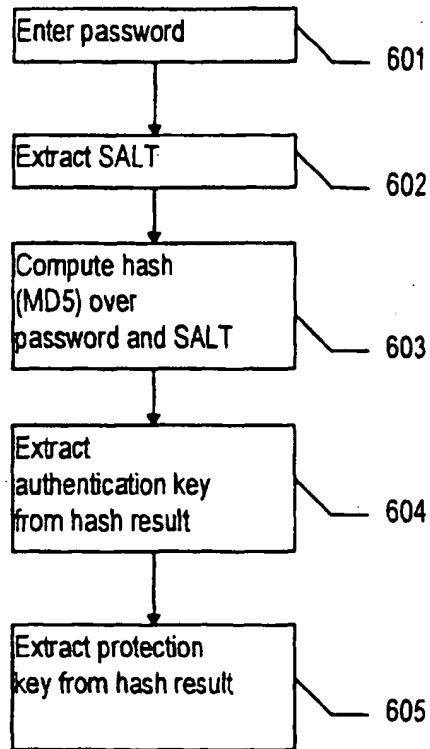 Enter password
601
Extract SALT
602
Compute hash
(MD5) over
password and SALT
603
Extract
authentication key
from hash result
604
Extract protection
key from hash result
605